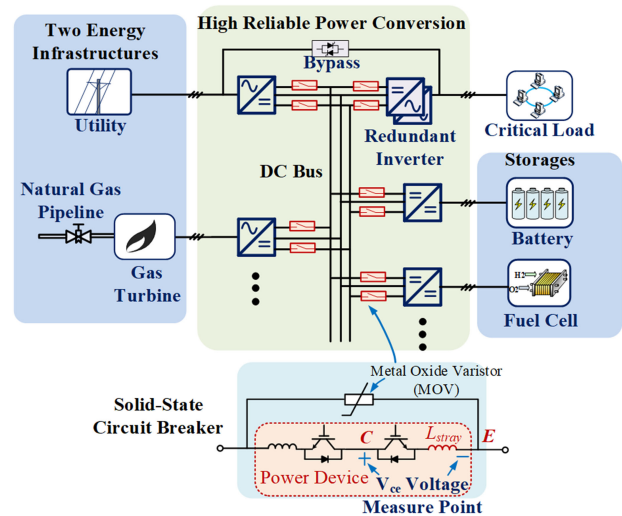 Two Energy
Infrastructures
High Reliable Power Conversion
Bypass
Utility
Redundant
Inverter
Critical Load
DC Bus
Storages
Natural Gas
Pipeline
Gas
Turbine
Battery
H2
O2
Fuel Cell
Metal Oxide Varistor
(MOV)
Solid-State
Circuit Breaker
C
Lstray
E
Power Device
+
−
Vce Voltage
Measure Point